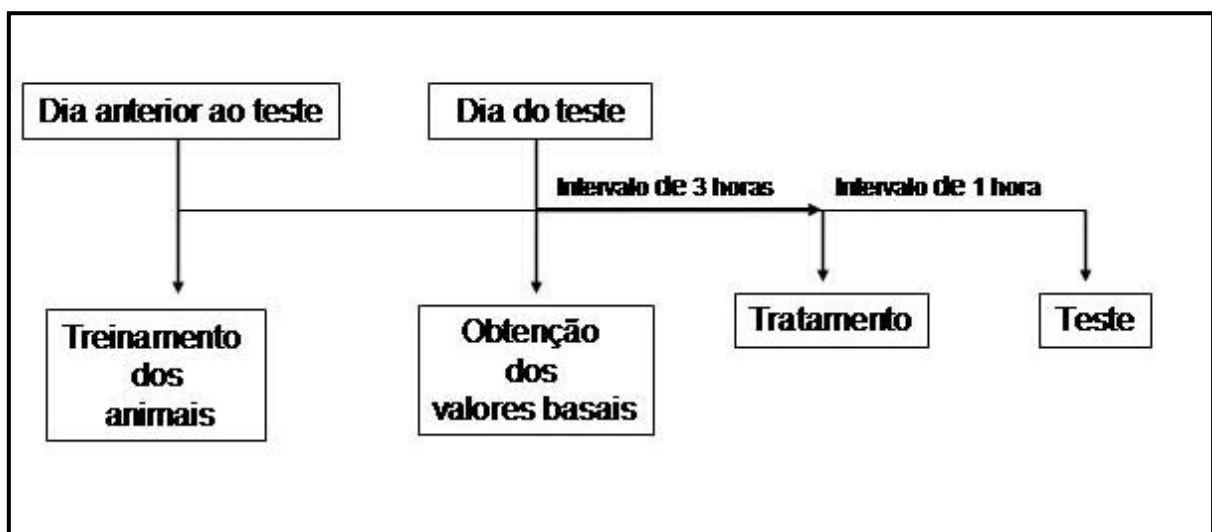 Dia anterior ao teste
Dia do teste
Intervalo de 3 horas
Intervalo de 1 hora
Treinamento
dos
animais
Obtenção
dos
valores basais
Tratamento
Teste